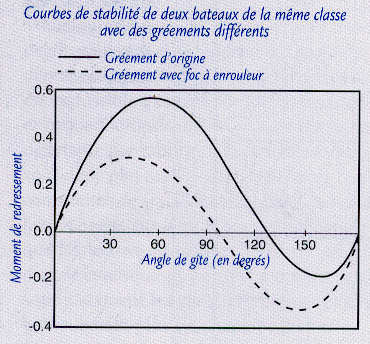 Courbes de stabilité de deux bateaux de la même classe
avec des gréements différents
Gréement d'origine
Gréement avec foc à enrouleur
0.6
0.4
0.2
0.0
-0.2
-0.4
30 60 90 120 150
Moment de redressement
Angle de gîte (en degrés)